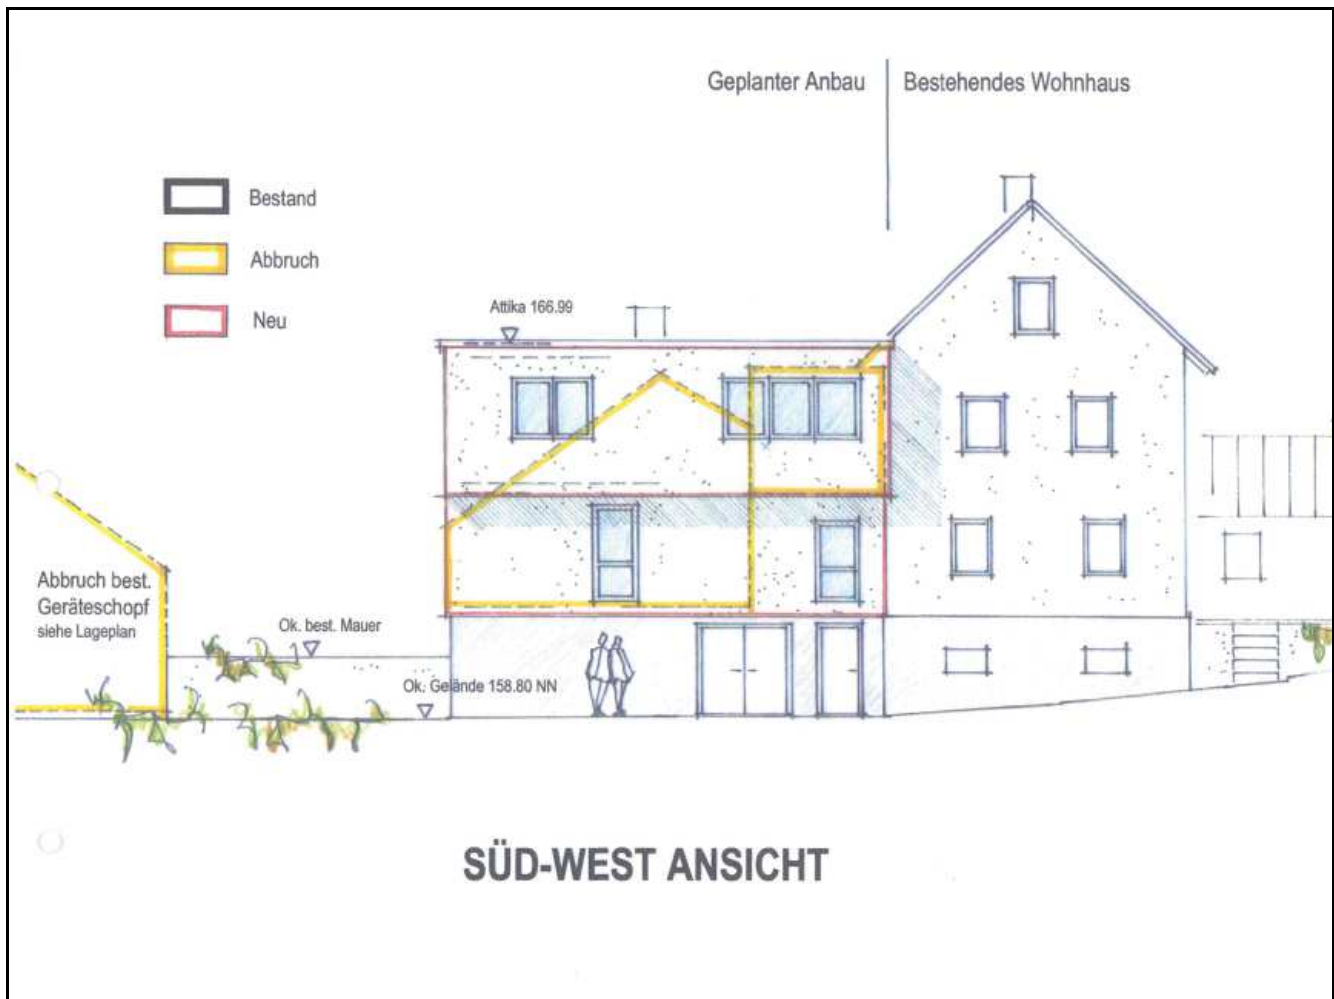 Geplanter Anbau
Bestehendes Wohnhaus
Bestand
Abbruch
Neu
Attika 166.99
Abbruch best.
Geräteschopf
siehe Lageplan
Ok. best. Mauer
Ok. Gelände 158.80 NN
SÜD-WEST ANSICHT